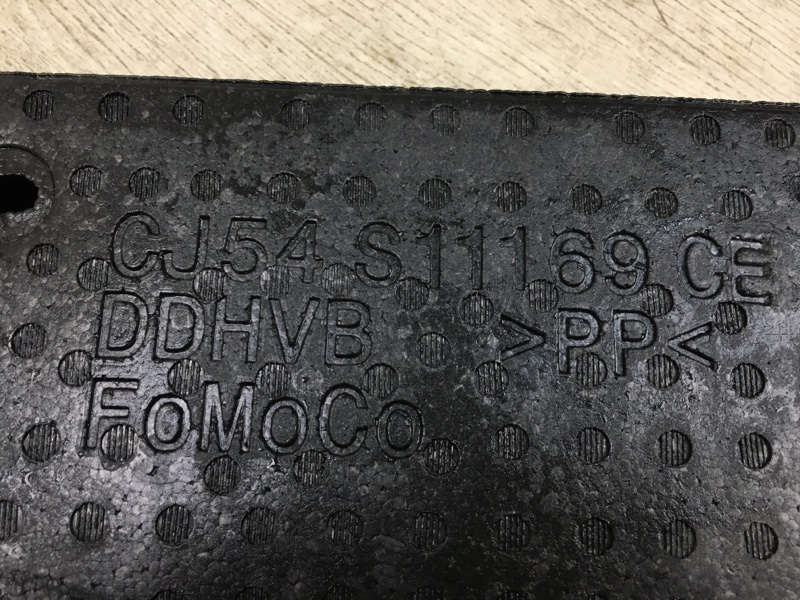 CJ54 S11169 CE
DDHVB >PP<
FoMoCo